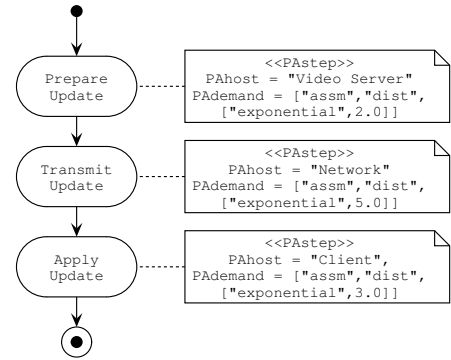 Prepare
Update
<<PAstep>>
PAhost = "Video Server"
PAdemand = ["assm","dist",
["exponential",2.0]]
Transmit
Update
<<PAstep>>
PAhost = "Network"
PAdemand = ["assm","dist",
["exponential",5.0]]
Apply
Update
<<PAstep>>
PAhost = "Client",
PAdemand = ["assm","dist",
["exponential",3.0]]